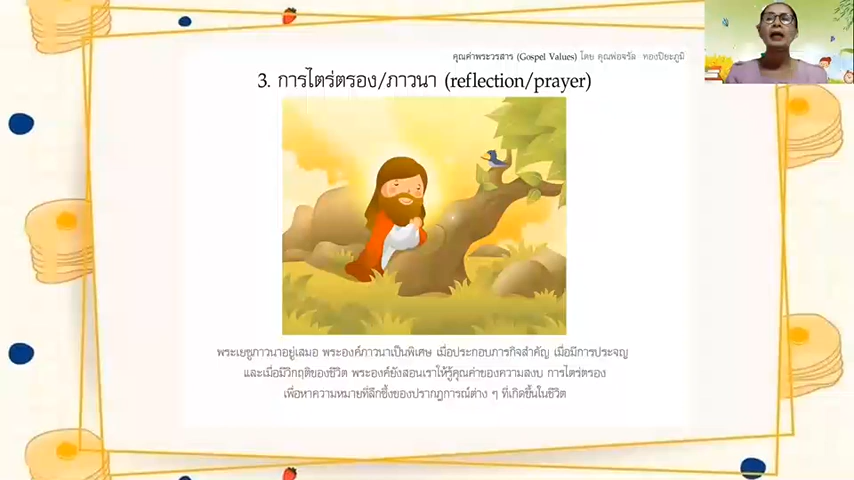 คุณค่าพระวรสาร (Gospel Values) โดย คุณพ่อจรัล ทองปิยะภูมิ
3. การไตร่ตรอง/ภาวนา (reflection/prayer)
พระเยซูภาวนาอยู่เสมอ พระองค์ภาวนาเป็นพิเศษ เมื่อประกอบภารกิจสำคัญ เมื่อมีการประจญ
และเมื่อมีวิกฤติของชีวิต พระองค์ยังสอนเราให้รู้คุณค่าของความสงบ การไตร่ตรอง
เพื่อหาความหมายที่ลึกซึ้งของปรากฏการณ์ต่าง ๆ ที่เกิดขึ้นในชีวิต